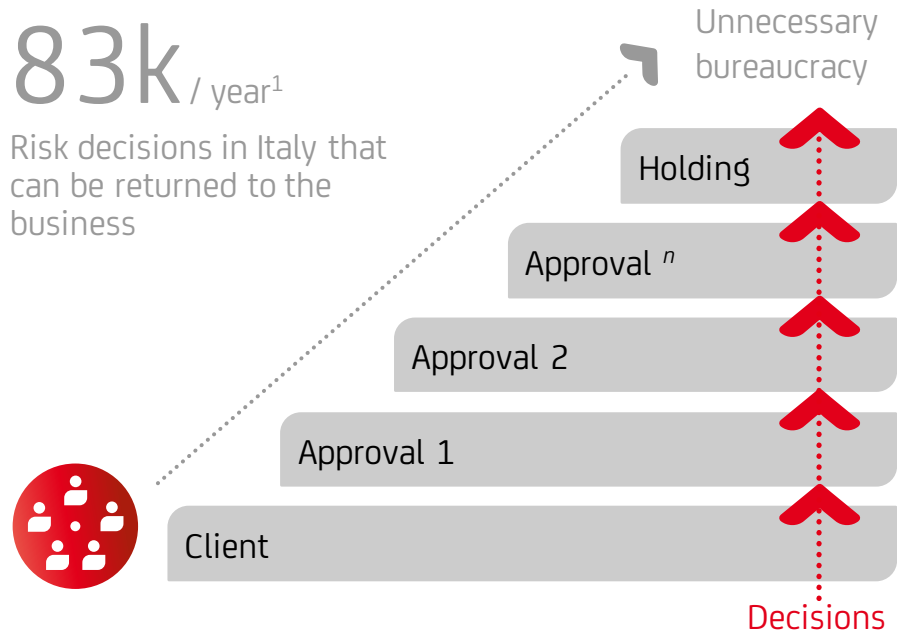 83k / year¹
Risk decisions in Italy that
can be returned to the
business
Unnecessary
bureaucracy
Holding
Approval ⁿ
Approval 2
Approval 1
Client
Decisions